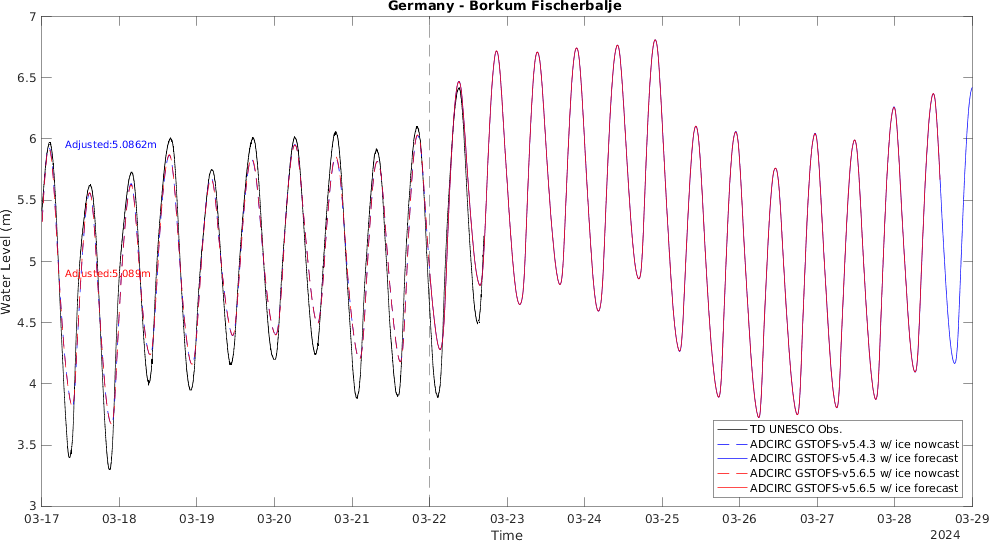 Germany - Borkum Fischerbalje
7
6.5
6
5.5
5
4.5
4
3.5
3
Water Level (m)
Adjusted:5.0862m
Adjusted:5.089m
TD UNESCO Obs.
ADCIRC GSTOFS-v5.4.3 w/ ice nowcast
ADCIRC GSTOFS-v5.4.3 w/ ice forecast
ADCIRC GSTOFS-v5.6.5 w/ ice nowcast
ADCIRC GSTOFS-v5.6.5 w/ ice forecast
03-17 03-18 03-19 03-20 03-21 03-22 03-23 03-24 03-25 03-26 03-27 03-28 03-29
Time
2024